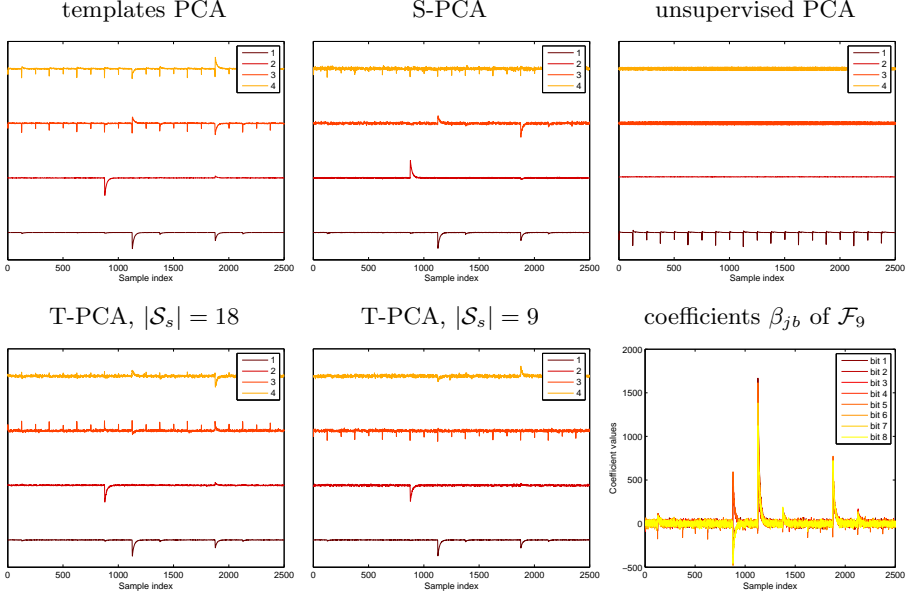 templates PCA
1
2
3
4
0 500 1000 1500 2000 2500
Sample index
S-PCA
1
2
3
4
0 500 1000 1500 2000 2500
Sample index
unsupervised PCA
1
2
3
4
0 500 1000 1500 2000 2500
Sample index
T-PCA, |𝒮ₛ| = 18
1
2
3
4
0 500 1000 1500 2000 2500
Sample index
T-PCA, |𝒮ₛ| = 9
1
2
3
4
0 500 1000 1500 2000 2500
Sample index
coefficients β_{jb} of ℱ₉
2000
1500
1000
500
0
−500
Coefficient values
bit 1
bit 2
bit 3
bit 4
bit 5
bit 6
bit 7
bit 8
0 500 1000 1500 2000 2500
Sample index